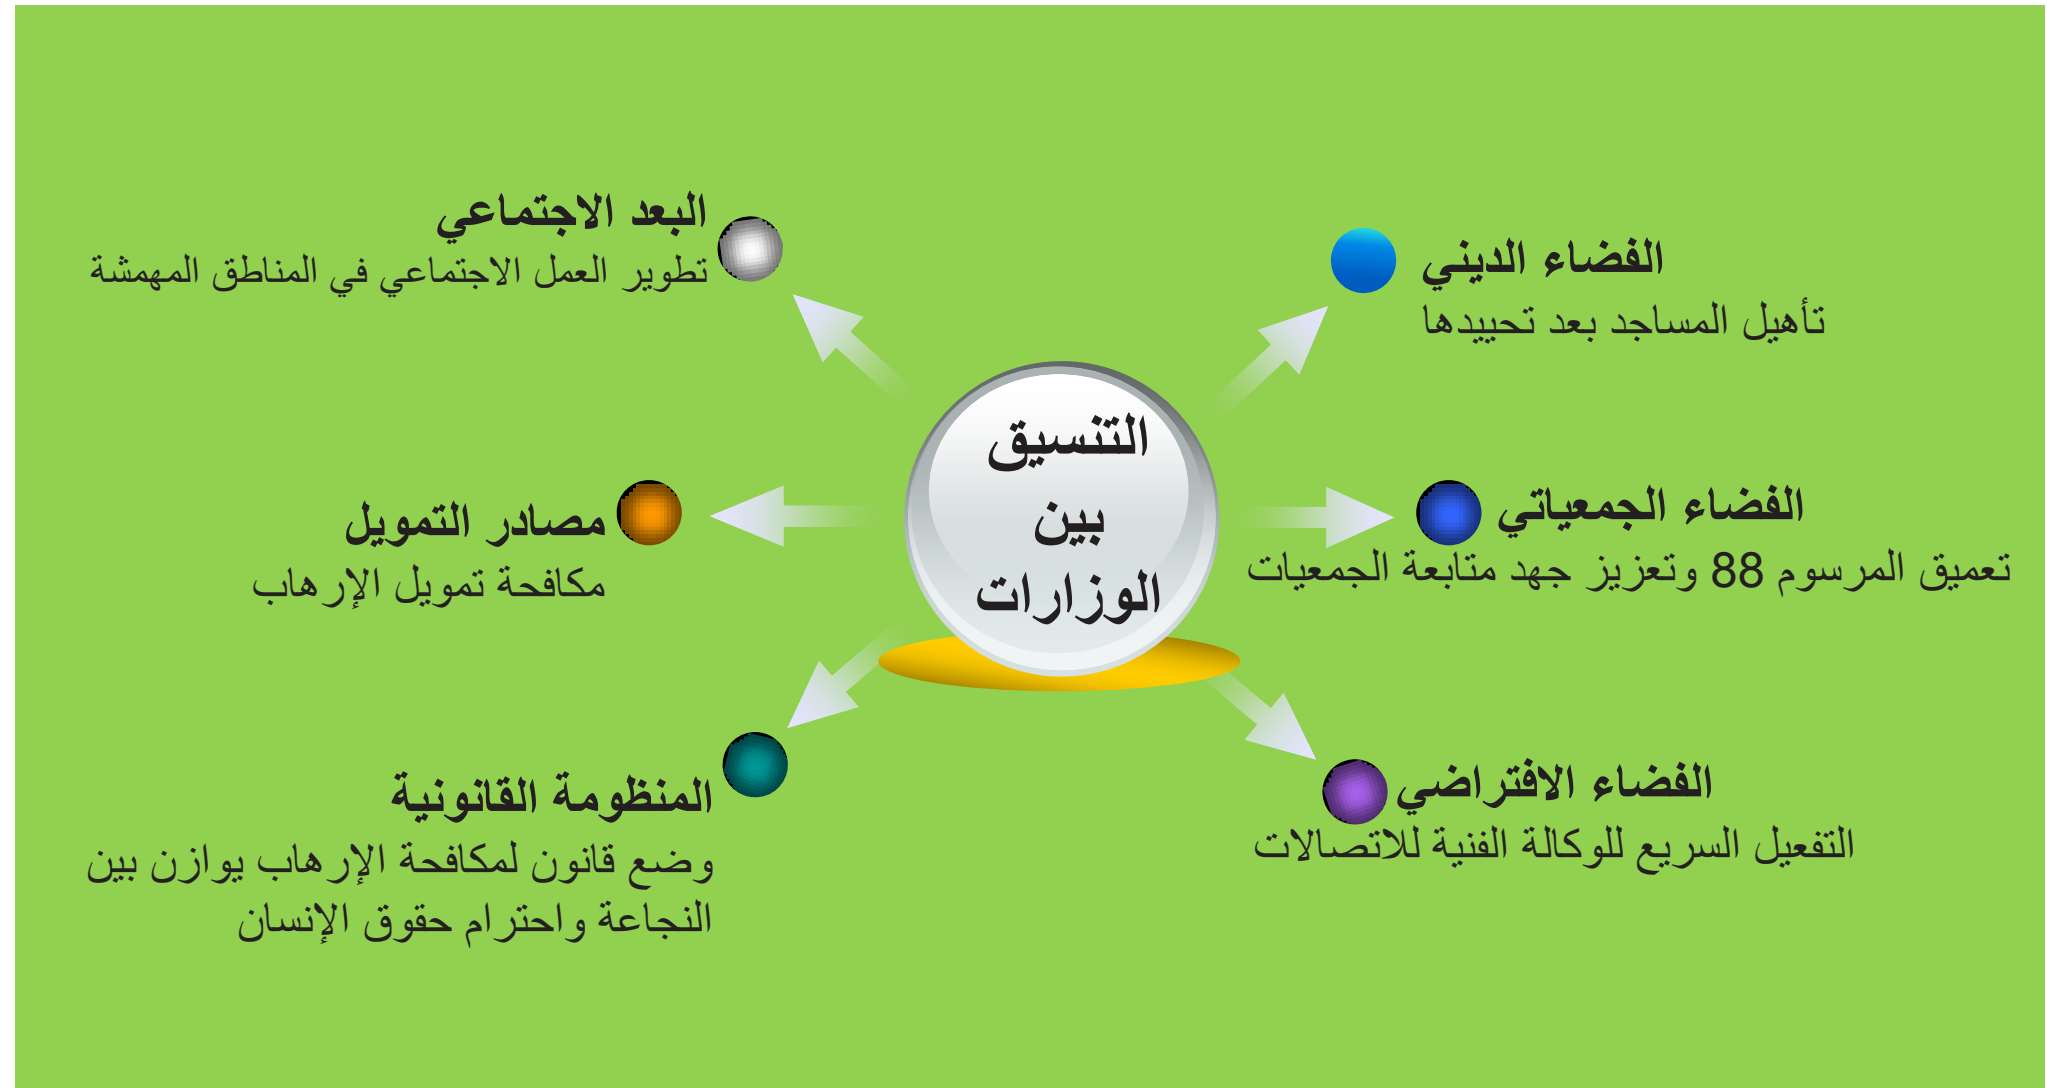 التنسيق
بين
الوزارات
الفضاء الديني
تأهيل المساجد بعد تحييدها
الفضاء الجمعياتي
تعميق المرسوم 88 وتعزيز جهد متابعة الجمعيات
الفضاء الافتراضي
التفعيل السريع للوكالة الفنية للاتصالات
البعد الاجتماعي
تطوير العمل الاجتماعي في المناطق المهمشة
مصادر التمويل
مكافحة تمويل الإرهاب
المنظومة القانونية
وضع قانون لمكافحة الإرهاب يوازن بين
النجاعة واحترام حقوق الإنسان